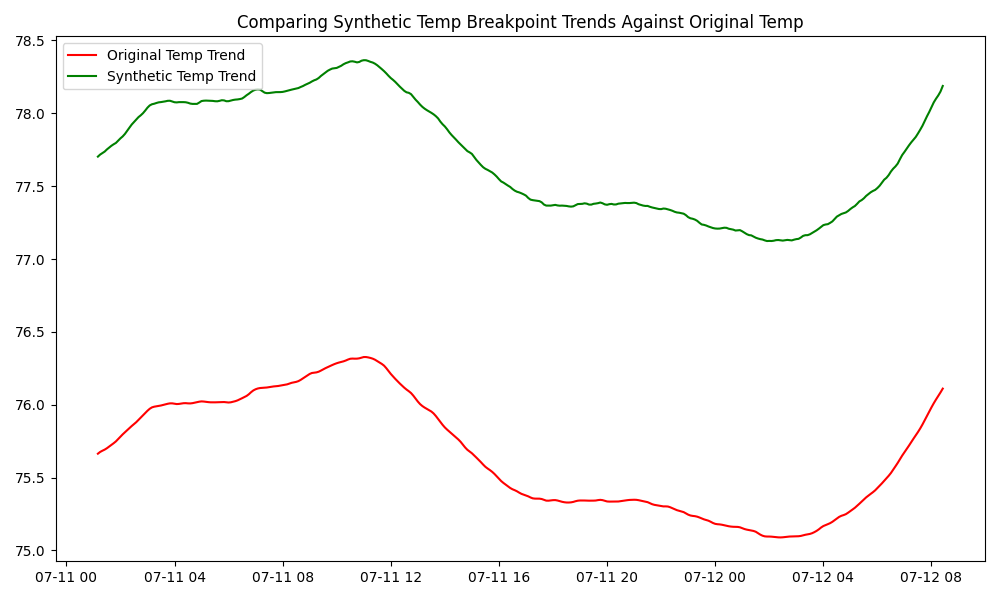 Comparing Synthetic Temp Breakpoint Trends Against Original Temp
78.5
Original Temp Trend
Synthetic Temp Trend
78.0
77.5
77.0
76.5
76.0
75.5
75.0
07-11 00 07-11 04 07-11 08 07-11 12 07-11 16 07-11 20 07-12 00 07-12 04 07-12 08